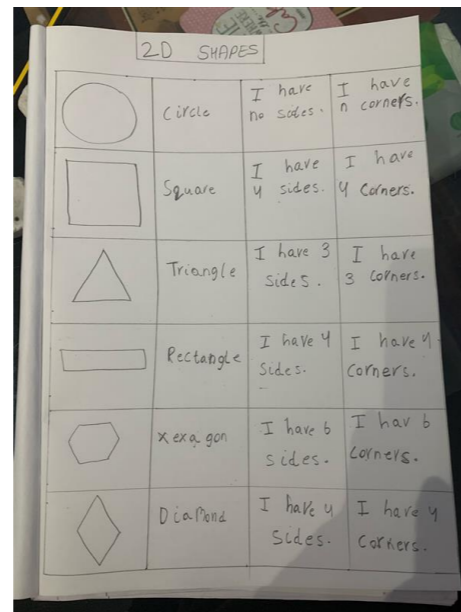 2D SHAPES
Circle
I have
no sides.
I have
n corners.
Square
I have
4 sides.
I have
4 corners.
Triangle
I have 3
sides.
I have
3 corners.
Rectangle
I have 4
sides.
I have 4
corners.
xexagon
I have 6
sides.
I hav 6
corners.
Diamond
I have 4
sides.
I have 4
corners.